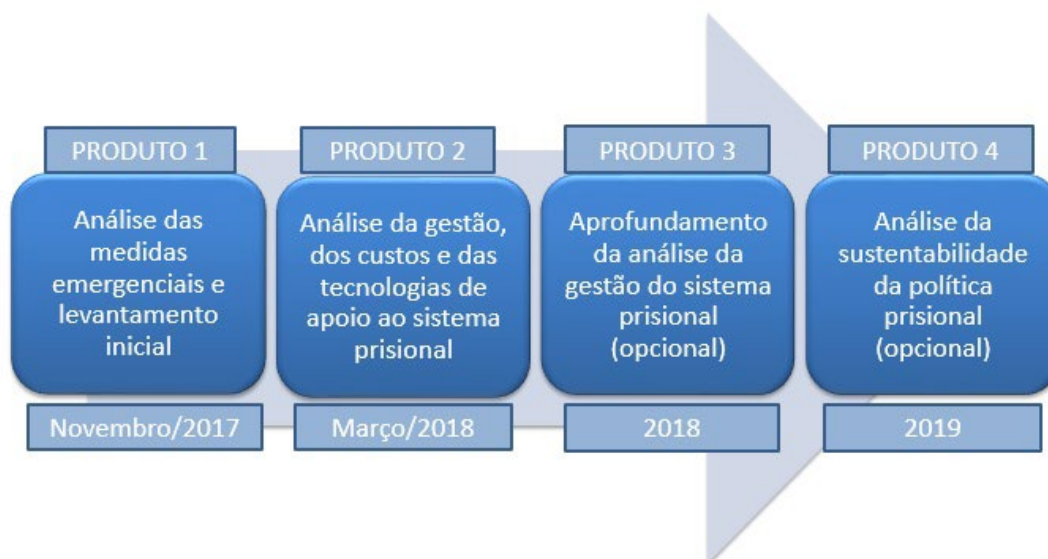 PRODUTO 1
Análise das
medidas
emergenciais e
levantamento
inicial
Novembro/2017
PRODUTO 2
Análise da gestão,
dos custos e das
tecnologias de
apoio ao sistema
prisional
Março/2018
PRODUTO 3
Aprofundamento
da análise da
gestão do sistema
prisional
(opcional)
2018
PRODUTO 4
Análise da
sustentabilidade
da política
prisional
(opcional)
2019